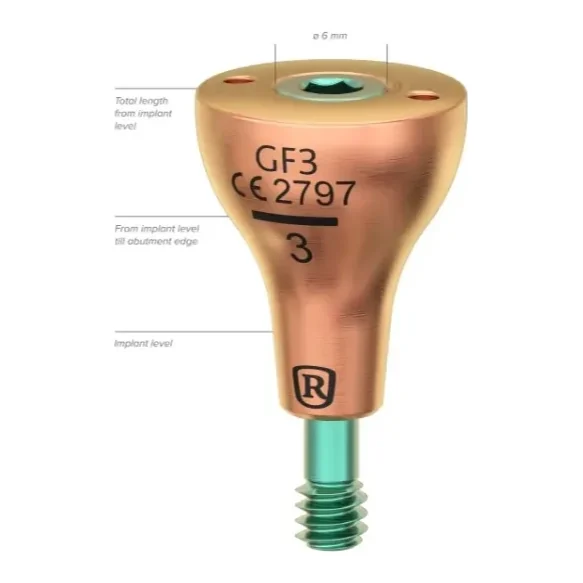 ø 6 mm
Total length
from implant
level
GF3
CE 2797
3
From implant level
till abutment edge
Implant level
R